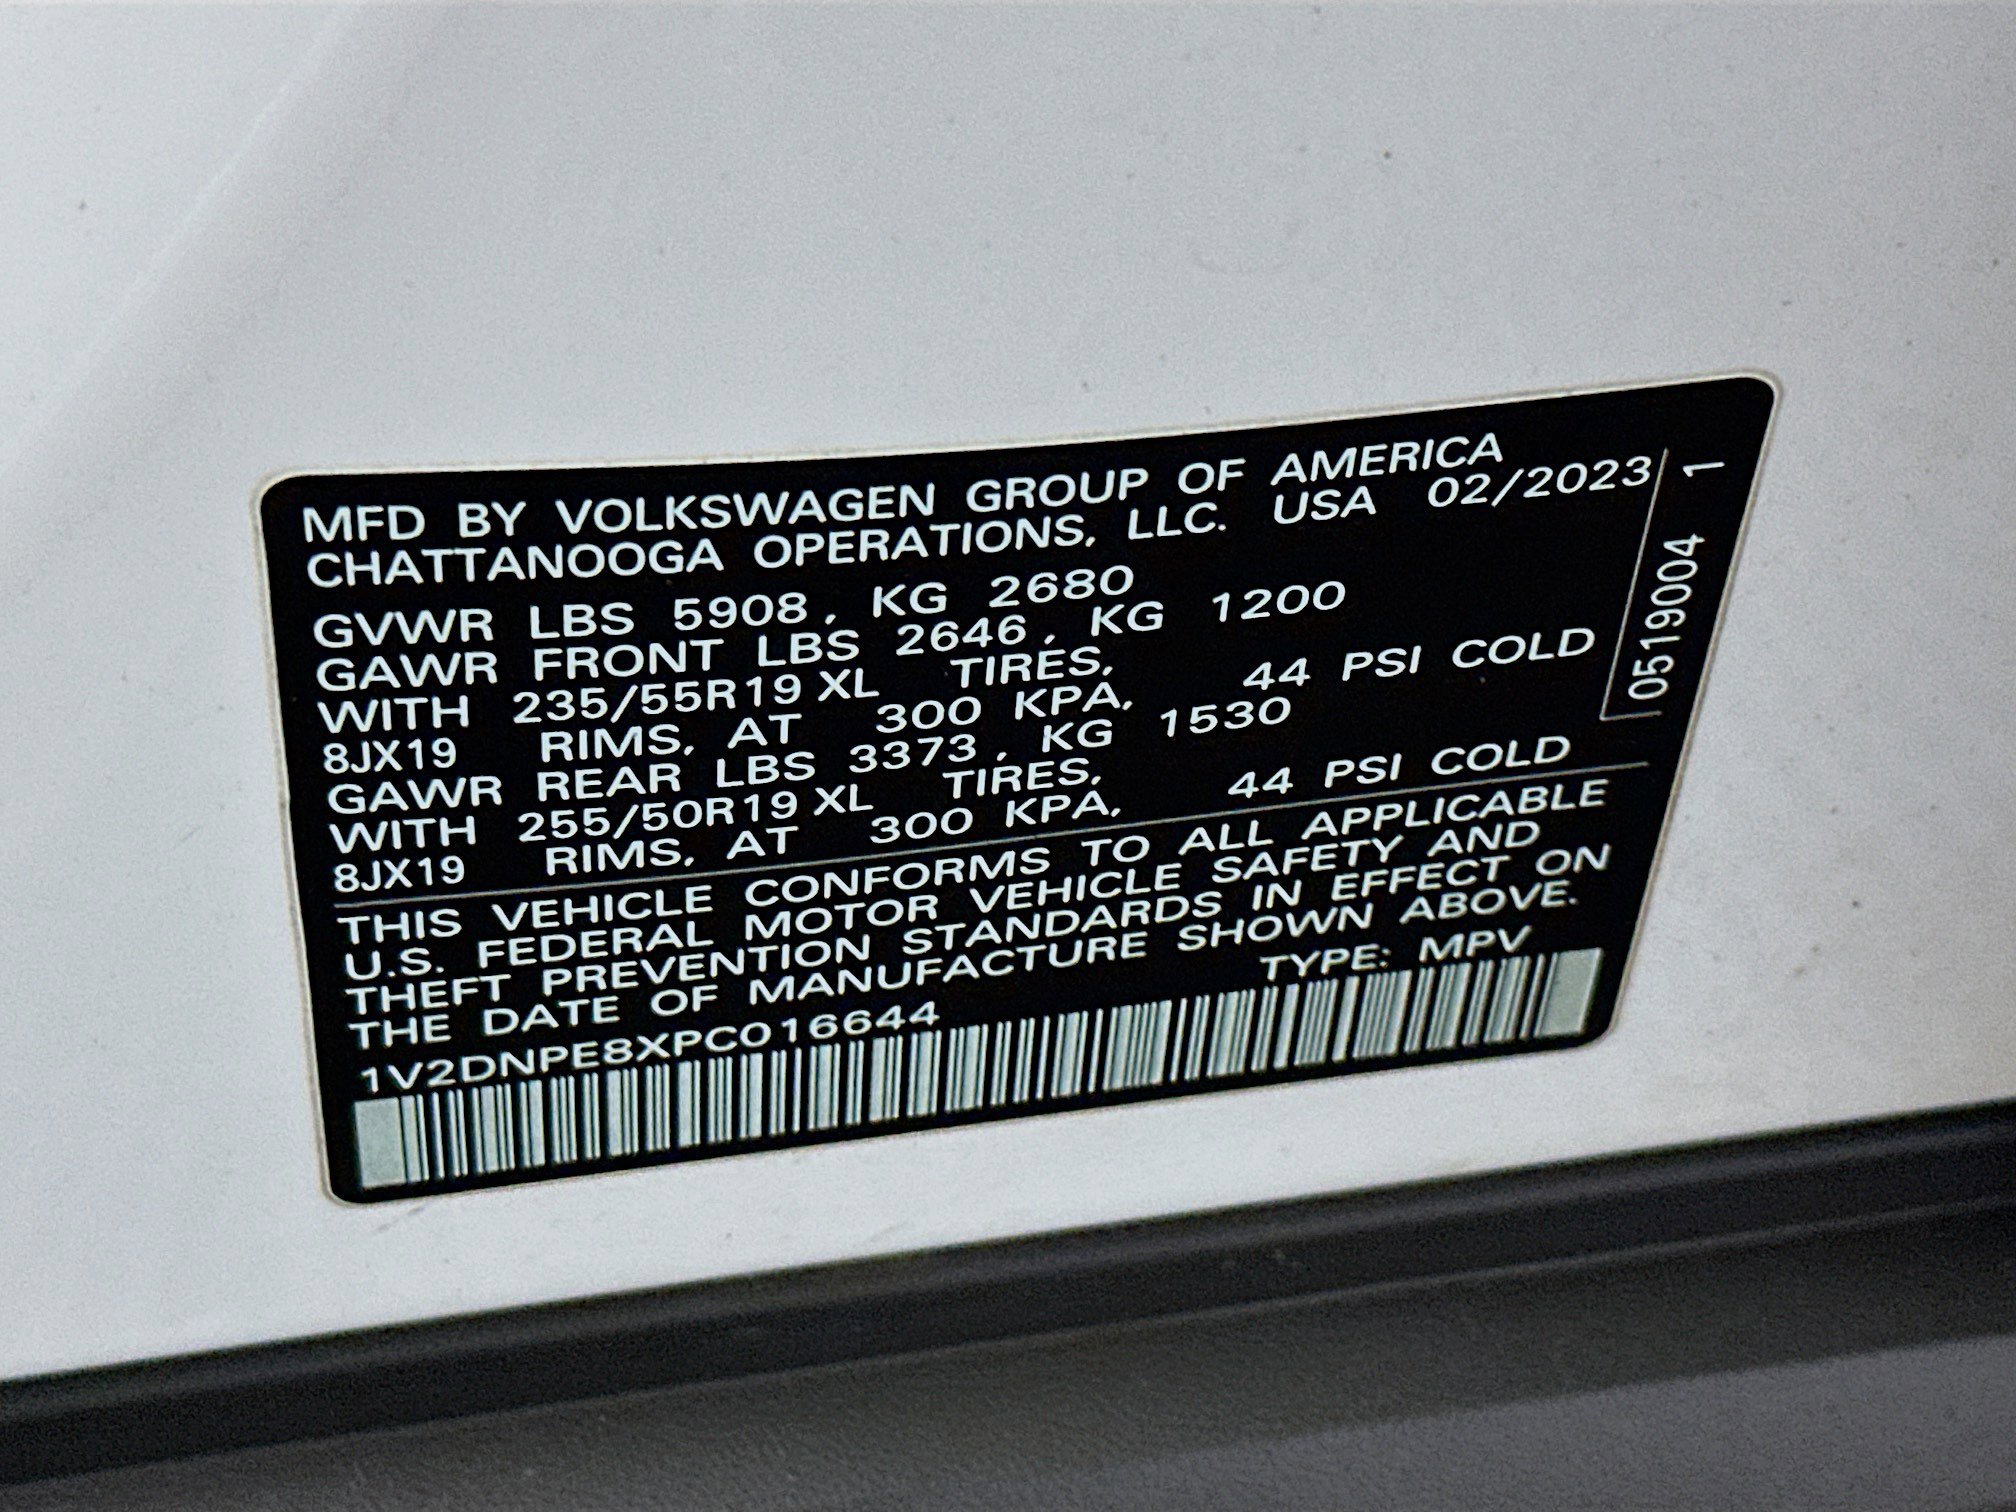 MFD BY VOLKSWAGEN GROUP OF AMERICA
CHATTANOOGA OPERATIONS, LLC. USA 02/2023
GVWR LBS 5908, KG 2680
GAWR FRONT LBS 2646, KG 1200
WITH 235/55R19 XL TIRES,
8JX19 RIMS, AT 300 KPA, 44 PSI COLD
GAWR REAR LBS 3373, KG 1530
WITH 255/50R19 XL TIRES,
8JX19 RIMS, AT 300 KPA, 44 PSI COLD
THIS VEHICLE CONFORMS TO ALL APPLICABLE
U.S. FEDERAL MOTOR VEHICLE SAFETY AND
THEFT PREVENTION STANDARDS IN EFFECT ON
THE DATE OF MANUFACTURE SHOWN ABOVE.
TYPE: MPV
1V2DNPE8XPC016644
0519004 1